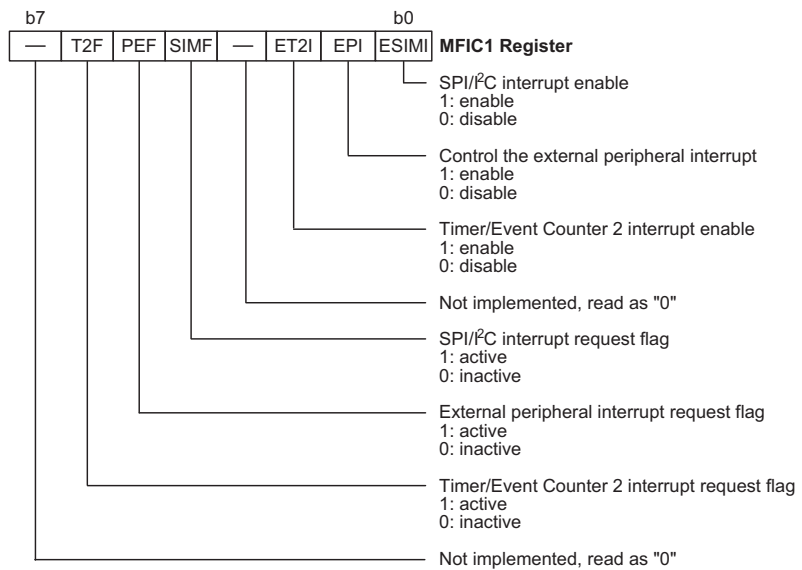 b7 b0
— T2F PEF SIMF — ET2I EPI ESIMI MFIC1 Register
SPI/I²C interrupt enable
1: enable
0: disable
Control the external peripheral interrupt
1: enable
0: disable
Timer/Event Counter 2 interrupt enable
1: enable
0: disable
Not implemented, read as "0"
SPI/I²C interrupt request flag
1: active
0: inactive
External peripheral interrupt request flag
1: active
0: inactive
Timer/Event Counter 2 interrupt request flag
1: active
0: inactive
Not implemented, read as "0"